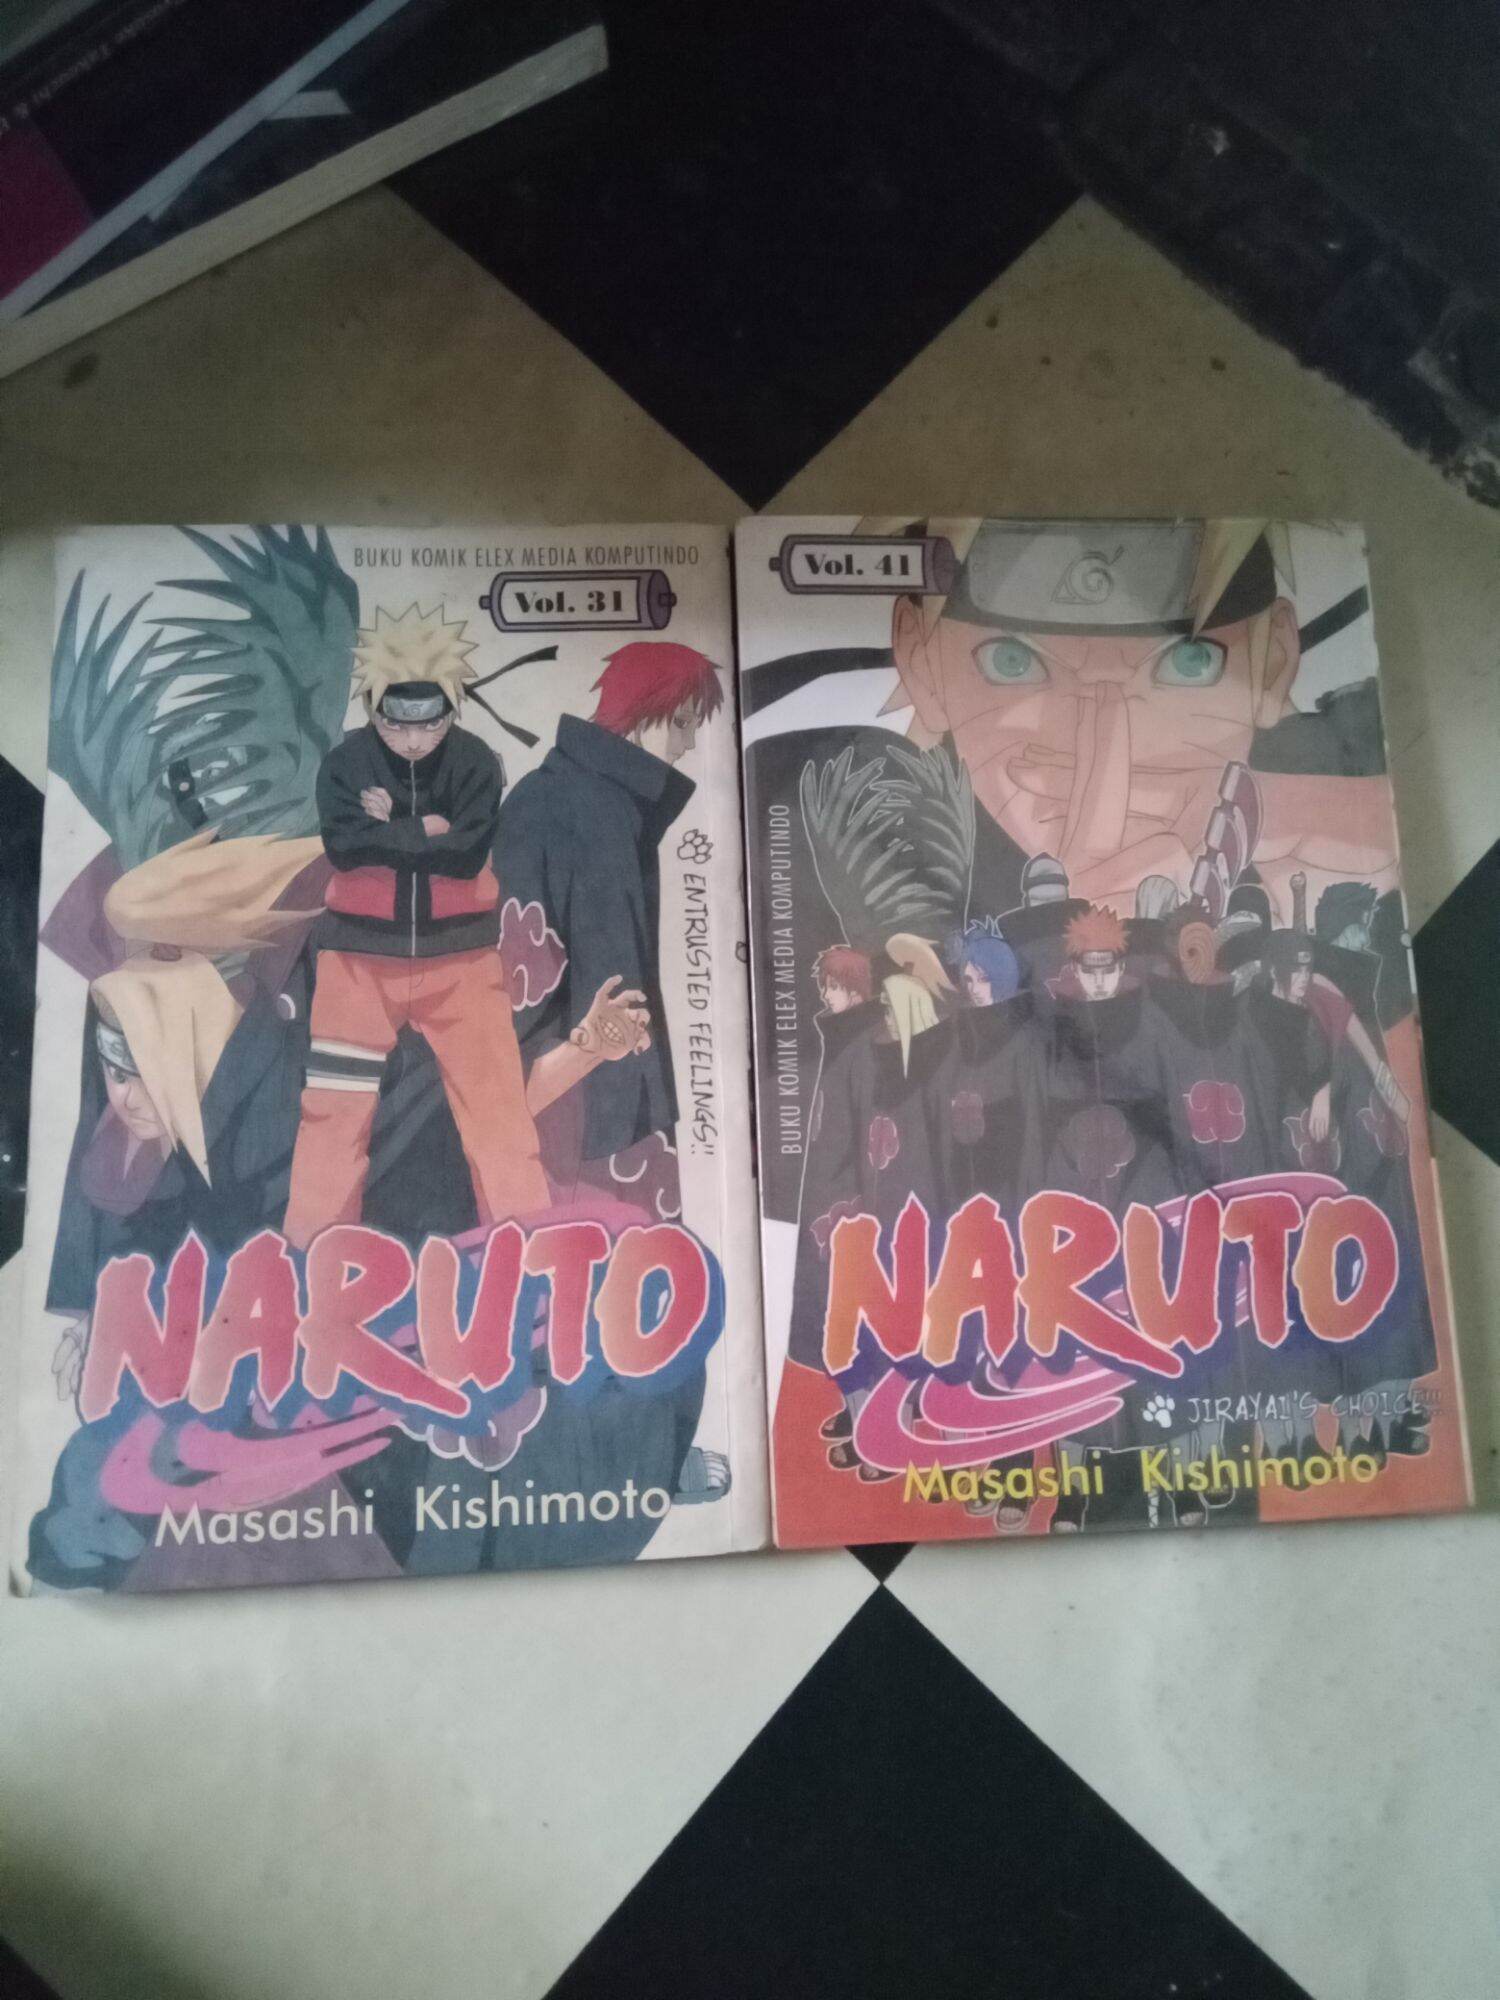 BUKU KOMIK ELEX MEDIA KOMPUTINDO
Vol. 31
ENTRUSTED FEELINGS!!
NARUTO
Masashi Kishimoto
Vol. 41
BUKU KOMIK ELEX MEDIA KOMPUTINDO
NARUTO
JIRAYAI'S CHOICE!!!
Masashi Kishimoto